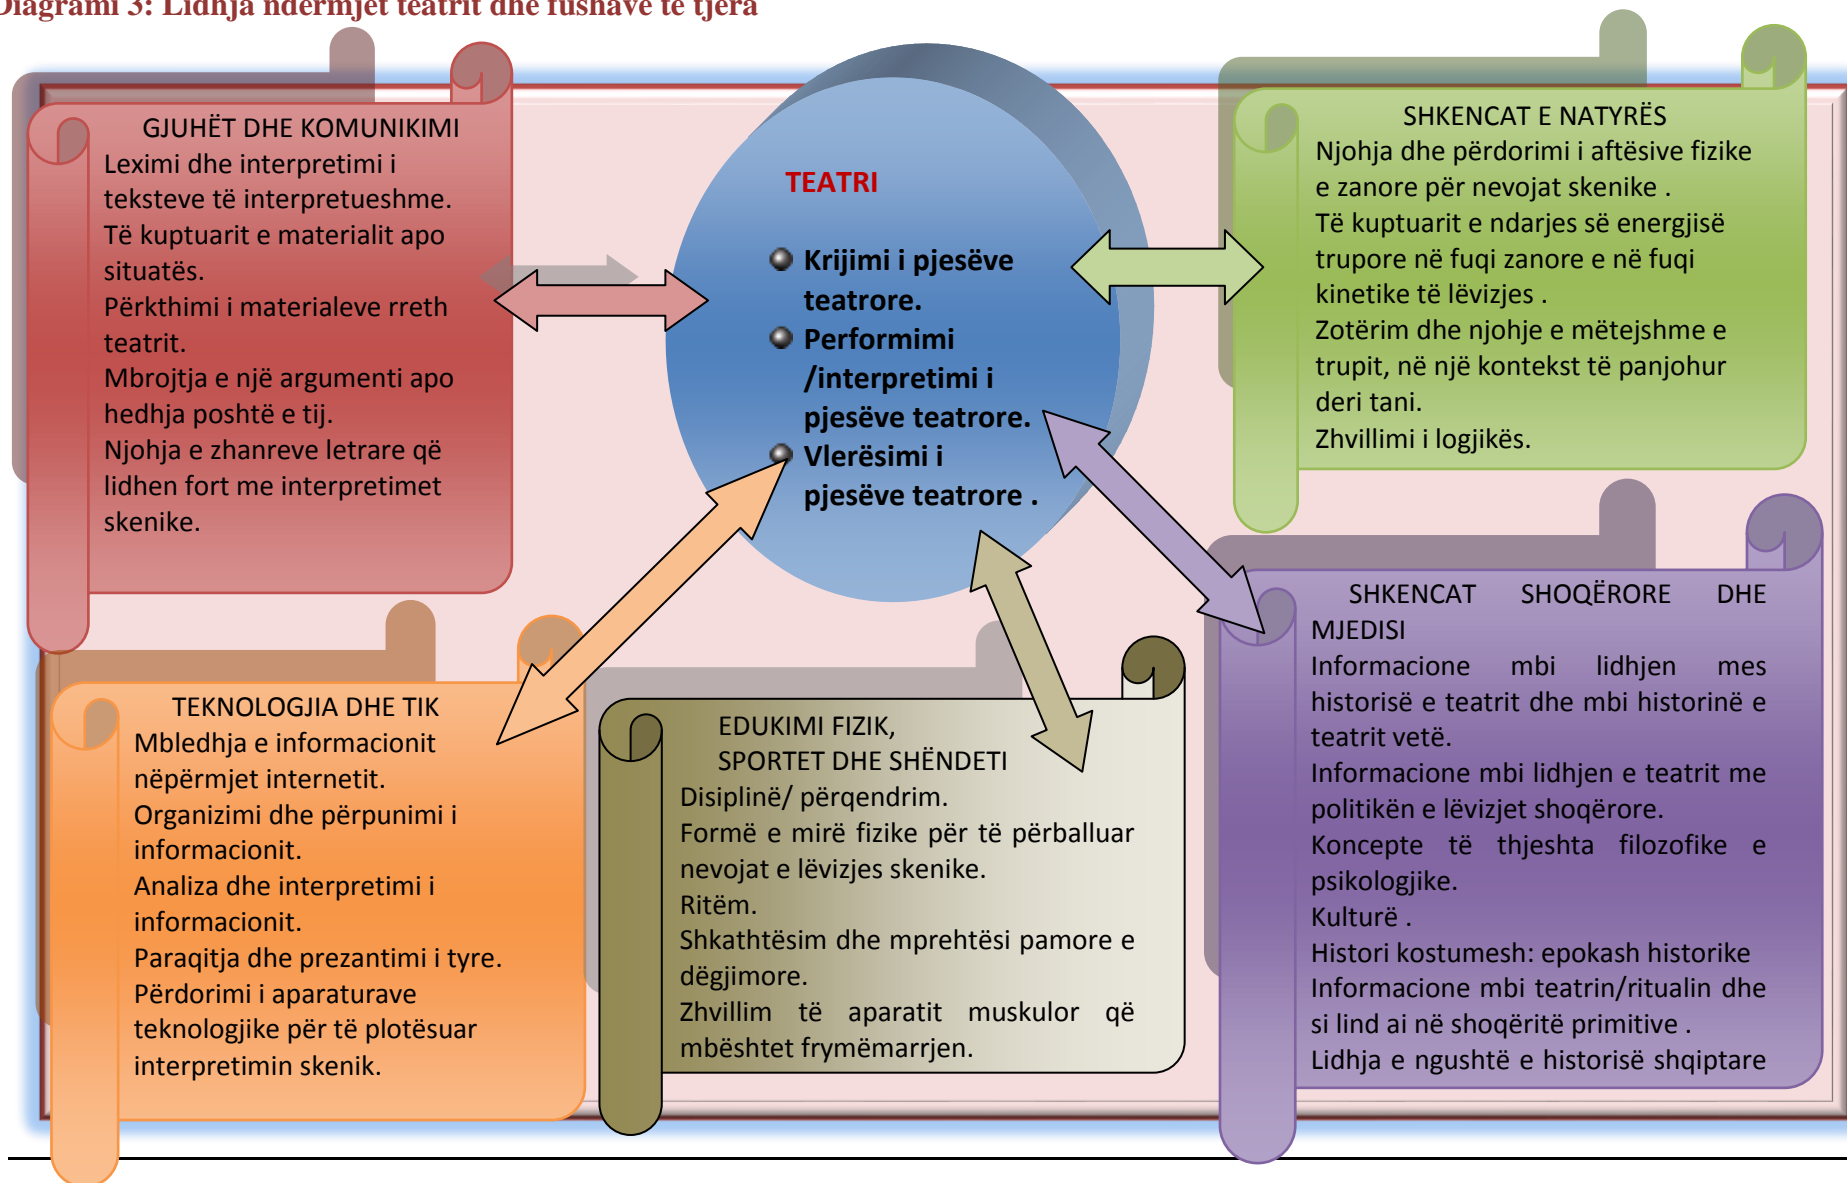 Diagrami 3: Lidhja ndërmjet teatrit dhe fushave të tjera
GJUHËT DHE KOMUNIKIMI
Leximi dhe interpretimi i
teksteve të interpretueshme.
Të kuptuarit e materialit apo
situatës.
Përkthimi i materialeve rreth
teatrit.
Mbrojtja e një argumenti apo
hedhja poshtë e tij.
Njohja e zhanreve letrare që
lidhen fort me interpretimet
skenike.
TEATRI
Krijimi i pjesëve
teatrore.
Performimi
/interpretimi i
pjesëve teatrore.
Vlerësimi i
pjesëve teatrore .
SHKENCAT E NATYRËS
Njohja dhe përdorimi i aftësive fizike
e zanore për nevojat skenike .
Të kuptuarit e ndarjes së energjisë
trupore në fuqi zanore e në fuqi
kinetike të lëvizjes .
Zotërim dhe njohje e mëtejshme e
trupit, në një kontekst të panjohur
deri tani.
Zhvillimi i logjikës.
TEKNOLOGJIA DHE TIK
Mbledhja e informacionit
nëpërmjet internetit.
Organizimi dhe përpunimi i
informacionit.
Analiza dhe interpretimi i
informacionit.
Paraqitja dhe prezantimi i tyre.
Përdorimi i aparaturave
teknologjike për të plotësuar
interpretimin skenik.
EDUKIMI FIZIK,
SPORTET DHE SHËNDETI
Disiplinë/ përqendrim.
Formë e mirë fizike për të përballuar
nevojat e lëvizjes skenike.
Ritëm.
Shkathtësim dhe mprehtësi pamore e
dëgjimore.
Zhvillim të aparatit muskulor që
mbështet frymëmarrjen.
SHKENCAT SHOQËRORE DHE
MJEDISI
Informacione mbi lidhjen mes
historisë e teatrit dhe mbi historinë e
teatrit vetë.
Informacione mbi lidhjen e teatrit me
politikën e lëvizjet shoqërore.
Koncepte të thjeshta filozofike e
psikologjike.
Kulturë .
Histori kostumesh: epokash historike
Informacione mbi teatrin/ritualin dhe
si lind ai në shoqëritë primitive .
Lidhja e ngushtë e historisë shqiptare